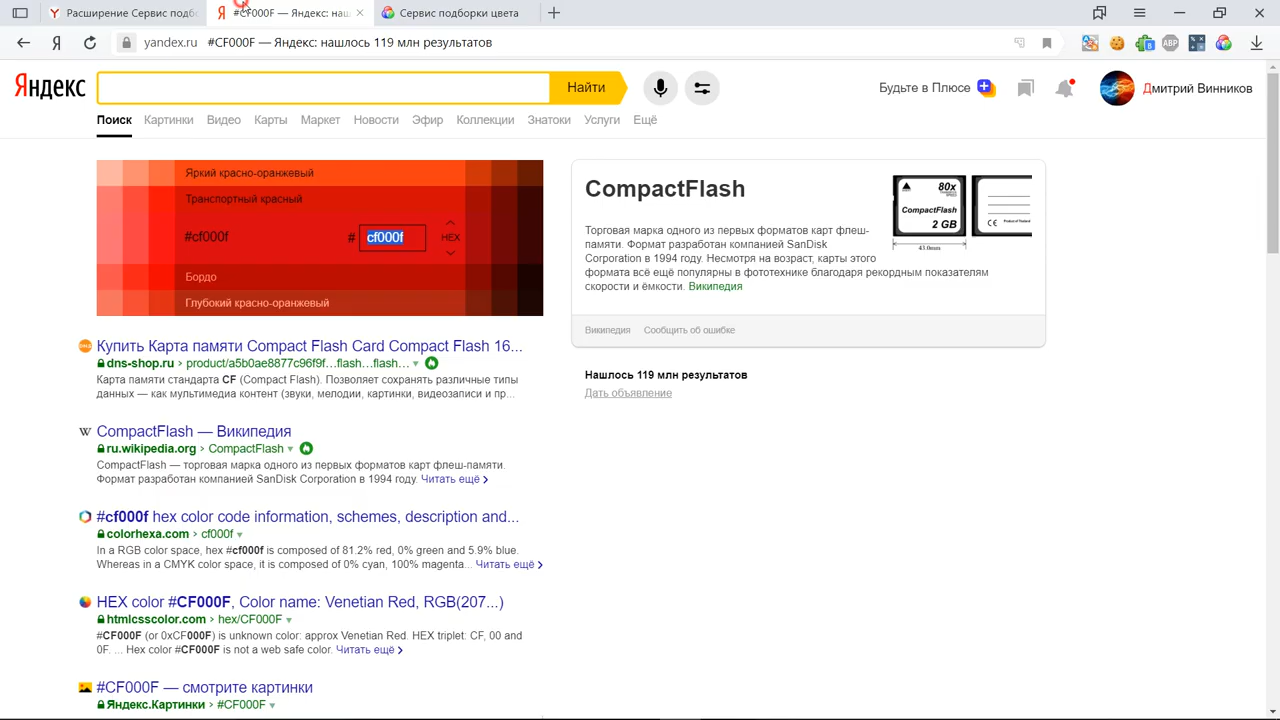 Расширение Сервис подб
#CF000F — Яндекс: наш
Сервис подборки цвета
Я
yandex.ru
#CF000F — Яндекс: нашлось 119 млн результатов
ABP
Яндекс
Найти
Будьте в Плюсе
Дмитрий Винников
Поиск
Картинки
Видео
Карты
Маркет
Новости
Эфир
Коллекции
Знатоки
Услуги
Ещё
Яркий красно-оранжевый
Транспортный красный
#cf000f
#
cf000f
HEX
Бордо
Глубокий красно-оранжевый
CompactFlash
80x
CompactFlash
2 GB
Торговая марка одного из первых форматов карт флеш-
памяти. Формат разработан компанией SanDisk
Corporation в 1994 году. Несмотря на возраст, карты этого
формата всё ещё популярны в фототехнике благодаря рекордным показателям
скорости и ёмкости. Википедия
Википедия
Сообщить об ошибке
Нашлось 119 млн результатов
Дать объявление
Купить Карта памяти Compact Flash Card Compact Flash 16...
dns-shop.ru › product/a5b0ae8877c96f9f…flash…flash…
Карта памяти стандарта CF (Compact Flash). Позволяет сохранять различные типы
данных — как мультимедиа контент (звуки, мелодии, картинки, видеозаписи и пр...
W
CompactFlash — Википедия
ru.wikipedia.org › CompactFlash
CompactFlash — торговая марка одного из первых форматов карт флеш-памяти.
Формат разработан компанией SanDisk Corporation в 1994 году. Читать ещё
#cf000f hex color code information, schemes, description and...
colorhexa.com › cf000f
In a RGB color space, hex #cf000f is composed of 81.2% red, 0% green and 5.9% blue.
Whereas in a CMYK color space, it is composed of 0% cyan, 100% magenta... Читать ещё
HEX color #CF000F, Color name: Venetian Red, RGB(207...)
htmlcsscolor.com › hex/CF000F
#CF000F (or 0xCF000F) is unknown color: approx Venetian Red. HEX triplet: CF, 00 and
0F. ... Hex color #CF000F is not a web safe color. Читать ещё
#CF000F — смотрите картинки
Яндекс.Картинки › #CF000F